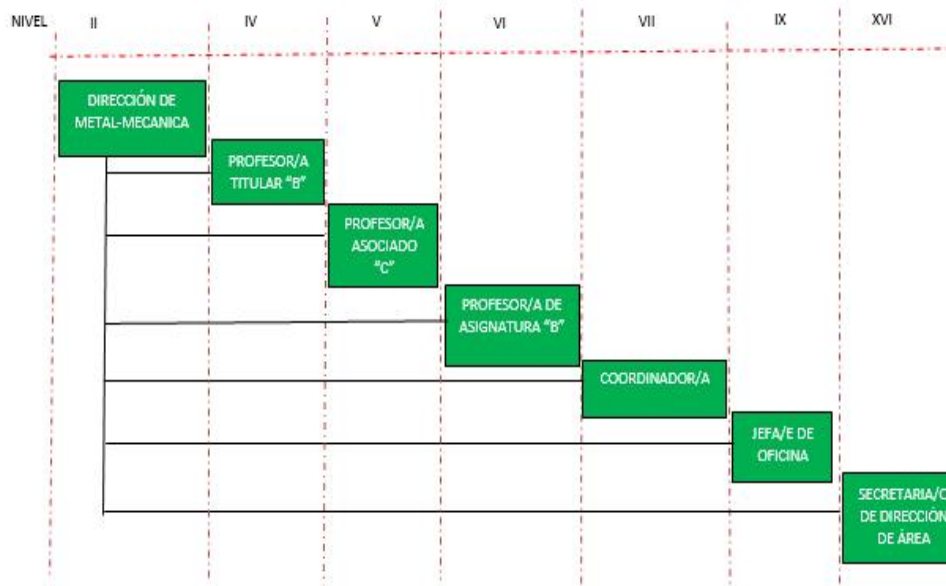 NIVEL II IV V VI VII IX XVI
DIRECCIÓN DE
METAL-MECANICA
PROFESOR/A
TITULAR "B"
PROFESOR/A
ASOCIADO
"C"
PROFESOR/A DE
ASIGNATURA "B"
COORDINADOR/A
JEFA/E DE
OFICINA
SECRETARIA/O
DE DIRECCIÓN
DE ÁREA